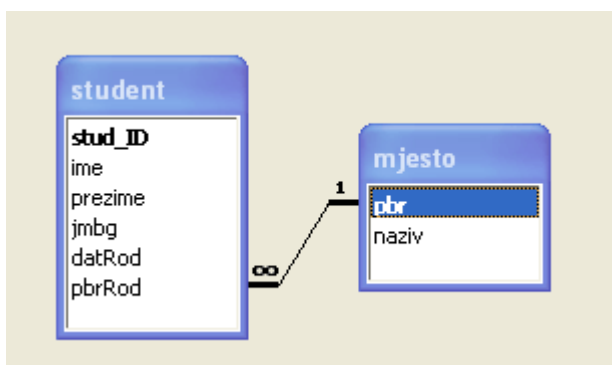 student
stud_ID
ime
prezime
jmbg
datRod
pbrRod
∞
1
mjesto
pbr
naziv